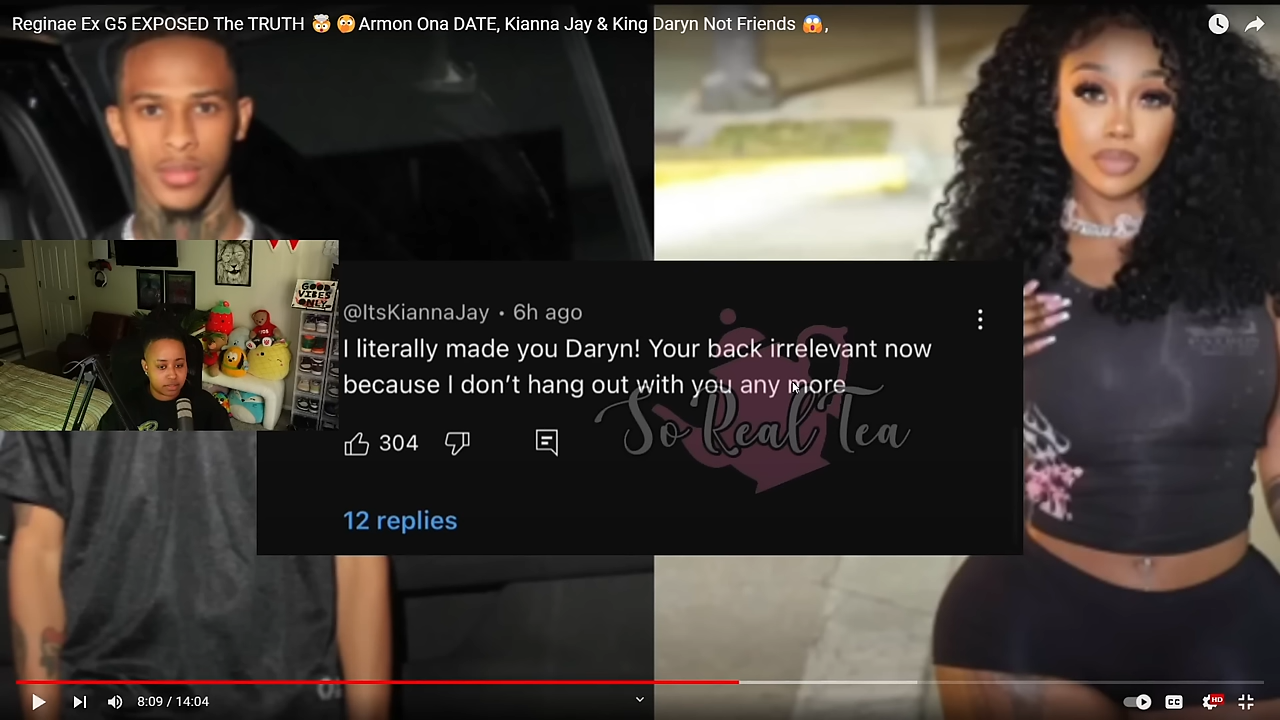 Reginae Ex G5 EXPOSED The TRUTH 🤯 🫣 Armon Ona DATE, Kianna Jay & King Daryn Not Friends 😱,
GOOD
VIBES
ONLY
@ItsKiannaJay • 6h ago
I literally made you Daryn! Your back irrelevant now
because I don’t hang out with you any more
So Real Tea
304
12 replies
8:09 / 14:04
CC
HD